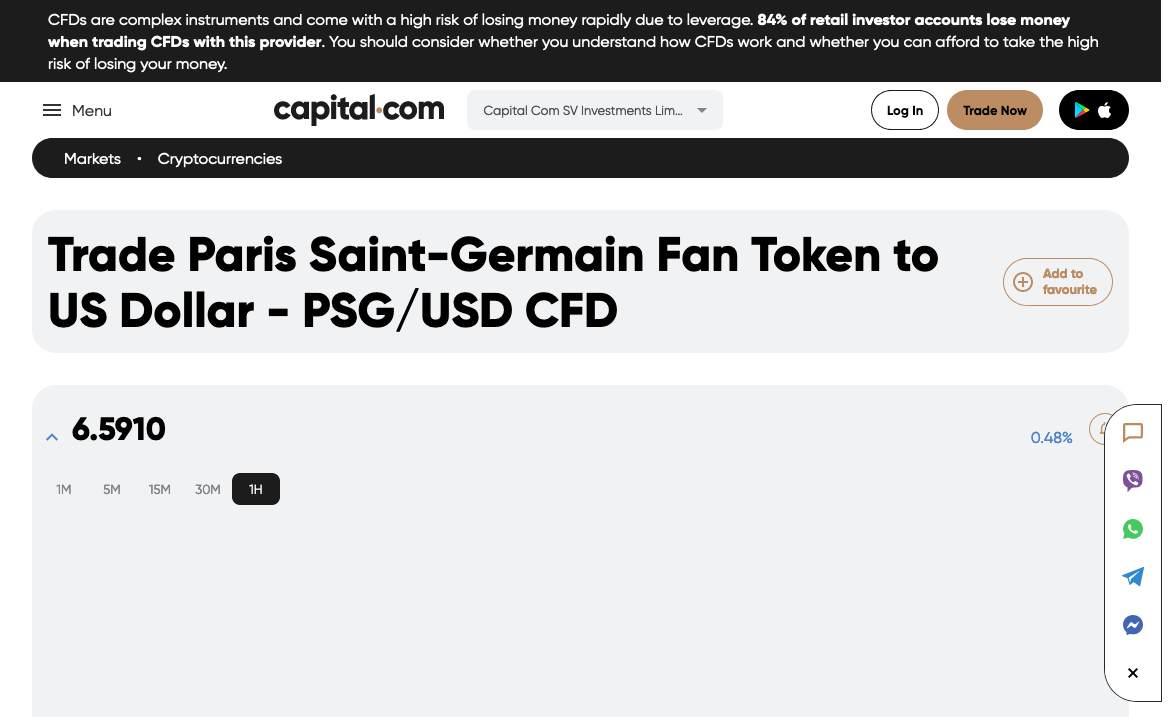 CFDs are complex instruments and come with a high risk of losing money rapidly due to leverage. 84% of retail investor accounts lose money
when trading CFDs with this provider. You should consider whether you understand how CFDs work and whether you can afford to take the high
risk of losing your money.
Menu
capital.com
Capital Com SV Investments Lim...
Log In
Trade Now
Markets • Cryptocurrencies
Trade Paris Saint-Germain Fan Token to
US Dollar - PSG/USD CFD
Add to
favourite
6.5910
0.48%
1M 5M 15M 30M 1H